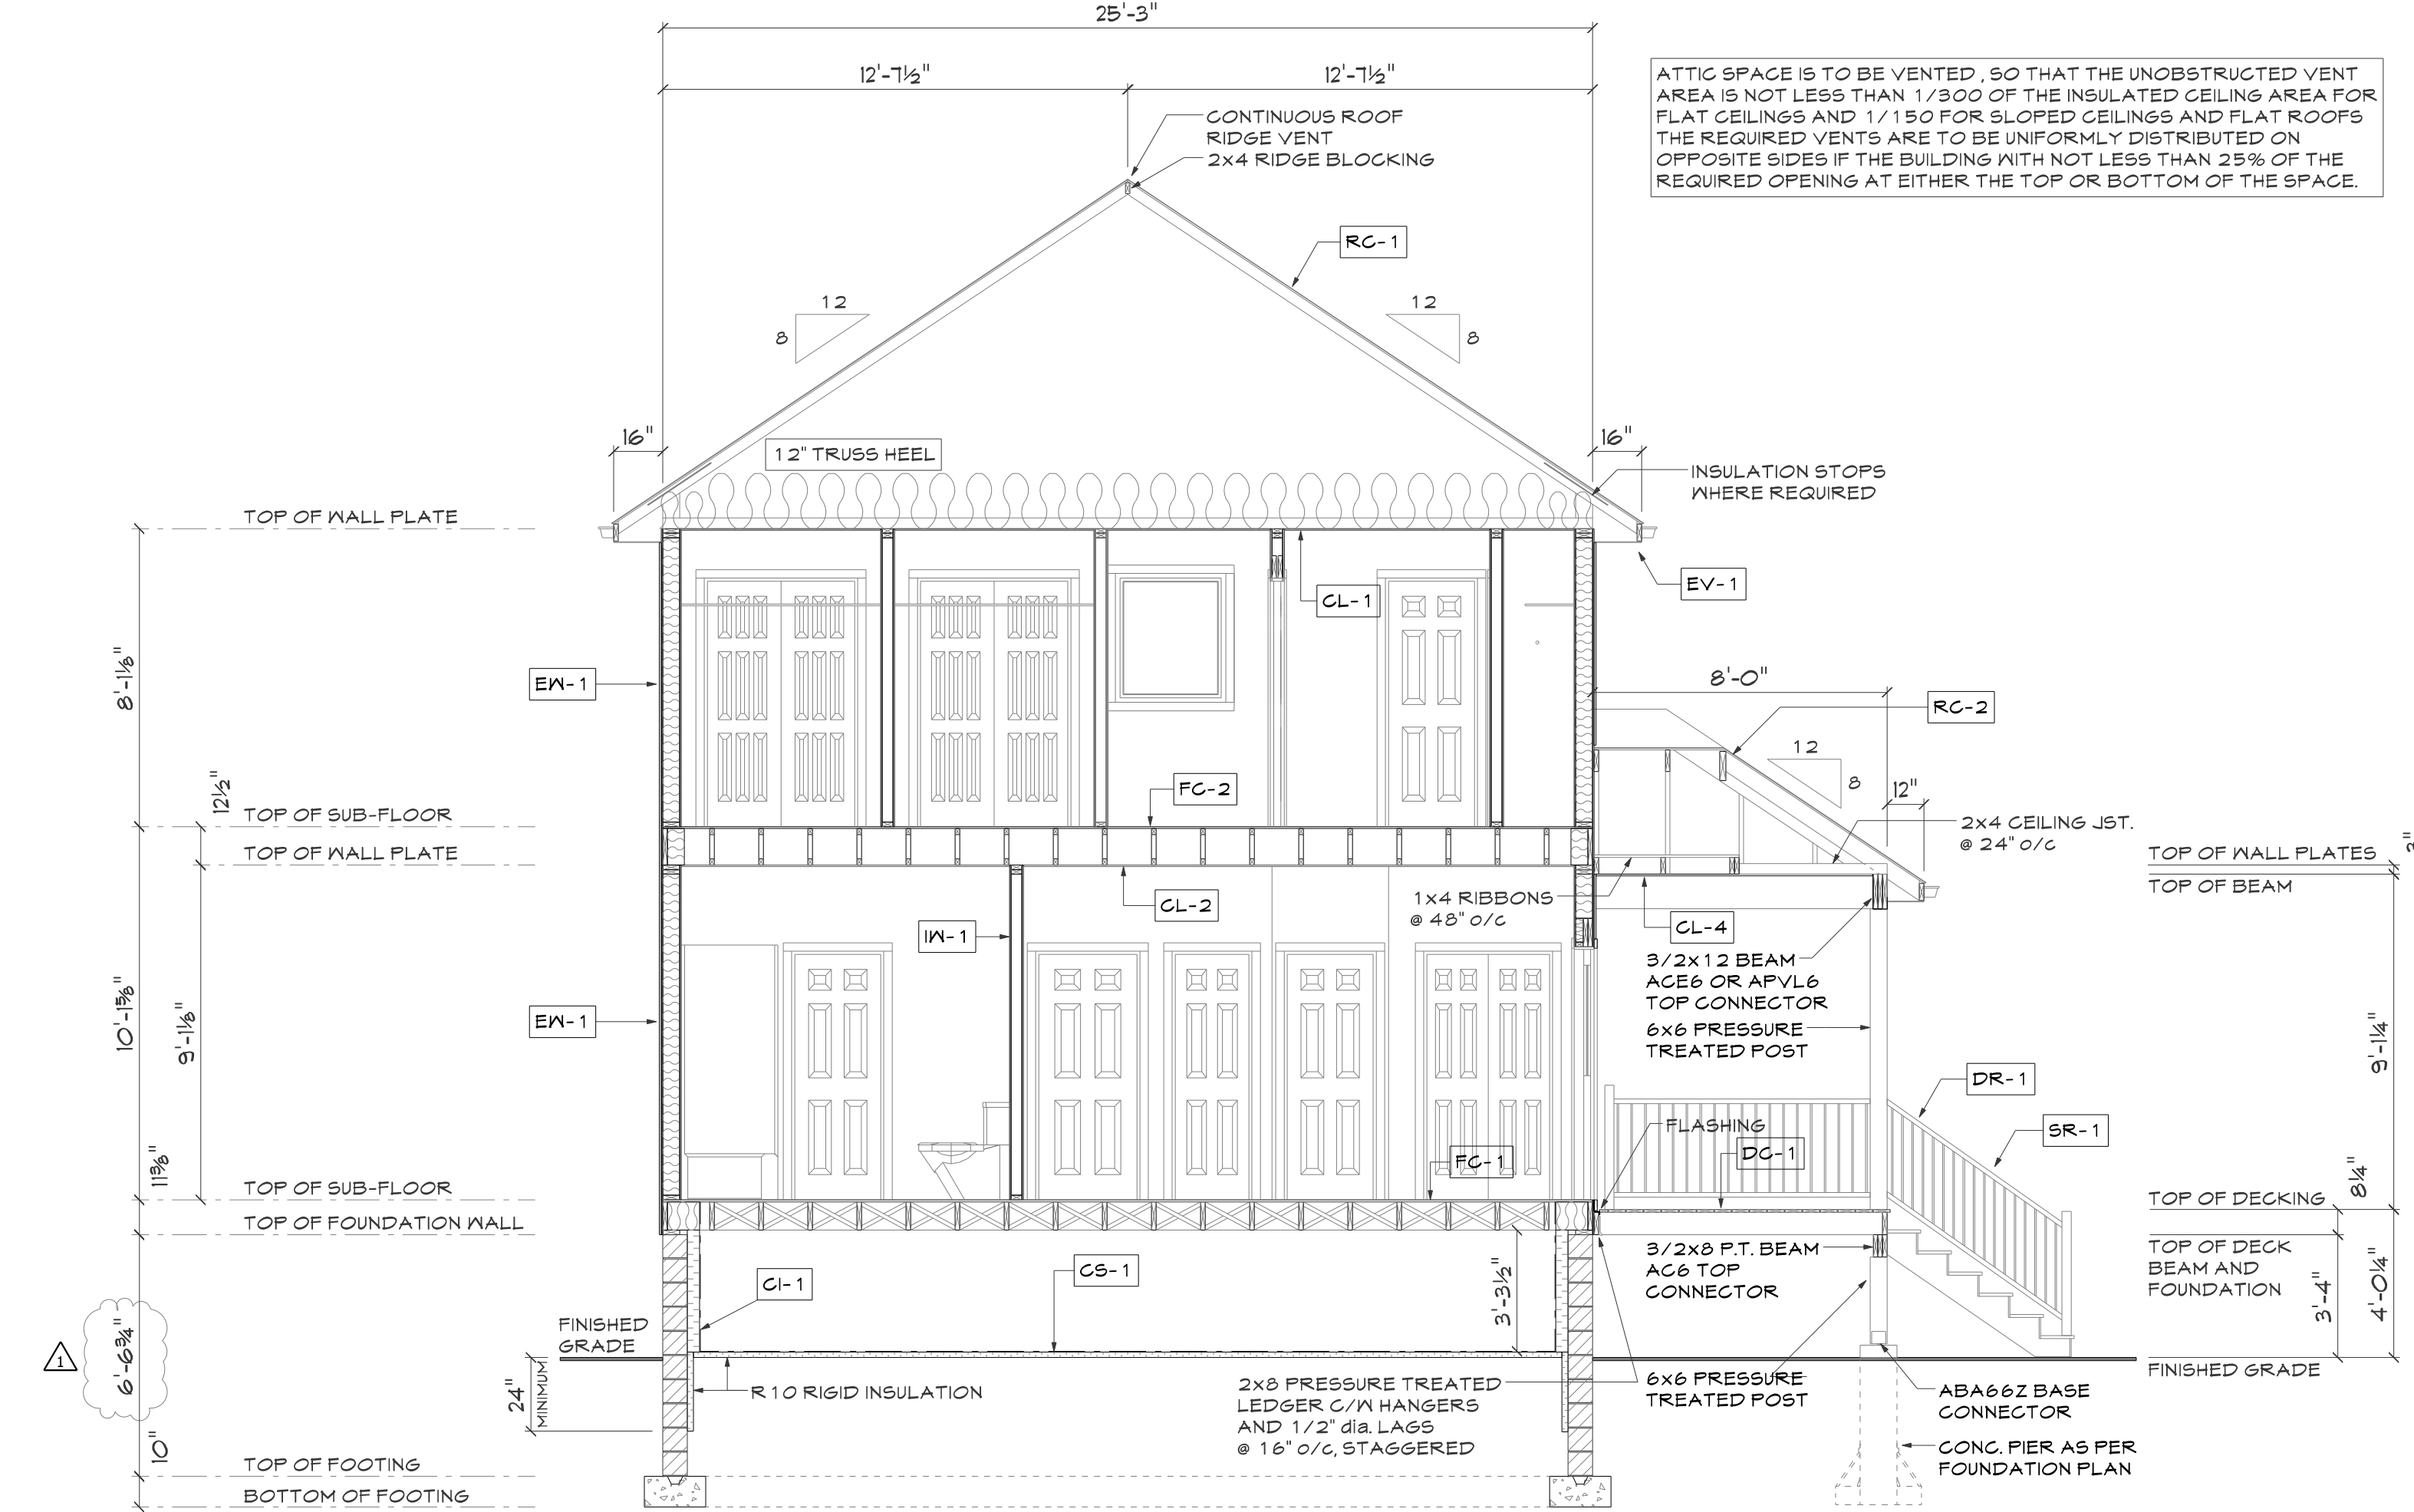 25'-3"
12'-7½"
12'-7½"
CONTINUOUS ROOF
RIDGE VENT
2x4 RIDGE BLOCKING
ATTIC SPACE IS TO BE VENTED , SO THAT THE UNOBSTRUCTED VENT
AREA IS NOT LESS THAN 1/300 OF THE INSULATED CEILING AREA FOR
FLAT CEILINGS AND 1/150 FOR SLOPED CEILINGS AND FLAT ROOFS
THE REQUIRED VENTS ARE TO BE UNIFORMLY DISTRIBUTED ON
OPPOSITE SIDES IF THE BUILDING WITH NOT LESS THAN 25% OF THE
REQUIRED OPENING AT EITHER THE TOP OR BOTTOM OF THE SPACE.
RC-1
12
8
12
8
16"
12" TRUSS HEEL
16"
INSULATION STOPS
WHERE REQUIRED
TOP OF WALL PLATE
EV-1
CL-1
8'-1⅛"
EW-1
8'-0"
RC-2
12
8
12"
12½"
FC-2
TOP OF SUB-FLOOR
TOP OF WALL PLATE
2x4 CEILING JST.
@ 24" o/c
TOP OF WALL PLATES
TOP OF BEAM
CL-2
1x4 RIBBONS
@ 48" o/c
CL-4
IW-1
3/2x12 BEAM
ACE6 OR APVL6
TOP CONNECTOR
6x6 PRESSURE
TREATED POST
10'-1⅝"
9'-1⅛"
EW-1
9'-1¼"
DR-1
SR-1
FLASHING
DC-1
FC-1
11⅜"
8¼"
TOP OF SUB-FLOOR
TOP OF FOUNDATION WALL
TOP OF DECKING
3/2x8 P.T. BEAM
AC6 TOP
CONNECTOR
TOP OF DECK
BEAM AND
FOUNDATION
CI-1
CS-1
3'-3½"
3'-4"
4'-0¼"
FINISHED
GRADE
1
6'-6¾"
24"
MINIMUM
R10 RIGID INSULATION
2x8 PRESSURE TREATED
LEDGER C/W HANGERS
AND 1/2" dia. LAGS
@ 16" o/c, STAGGERED
6x6 PRESSURE
TREATED POST
FINISHED GRADE
ABA66Z BASE
CONNECTOR
CONC. PIER AS PER
FOUNDATION PLAN
10"
TOP OF FOOTING
BOTTOM OF FOOTING